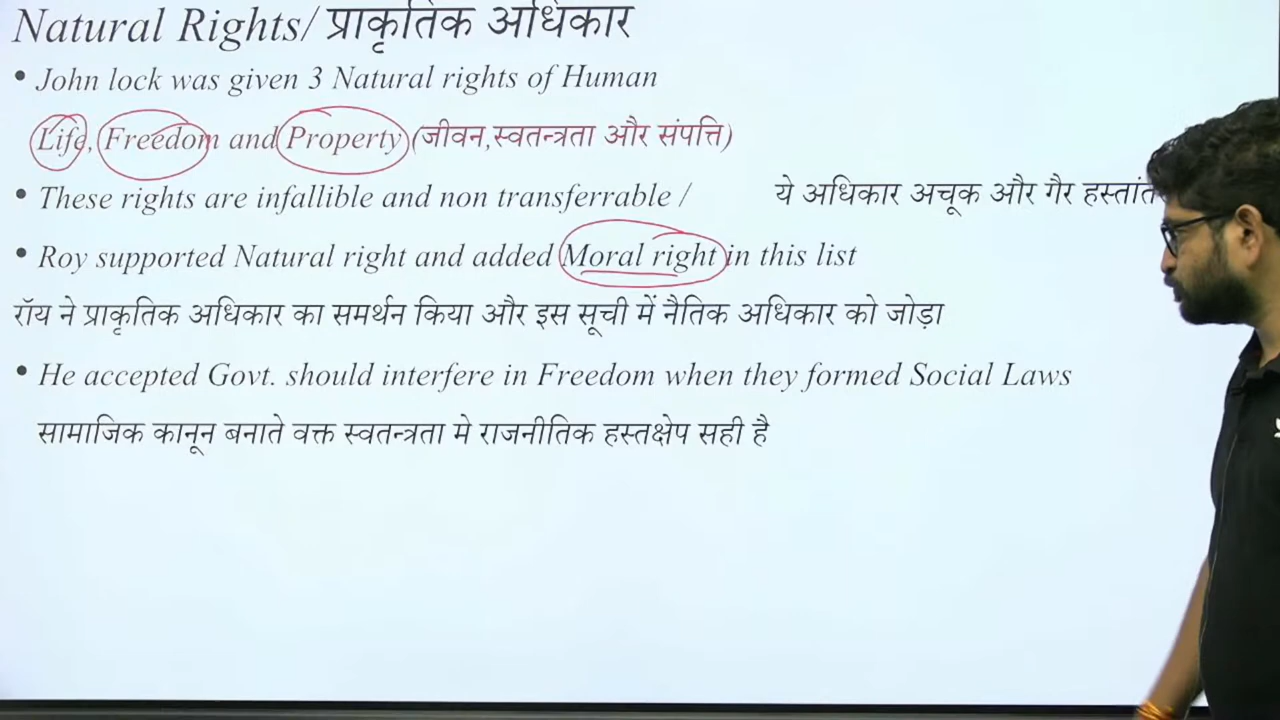 Natural Rights/ प्राकृतिक अधिकार
• John lock was given 3 Natural rights of Human
Life, Freedom and Property (जीवन,स्वतन्त्रता और संपत्ति)
• These rights are infallible and non transferrable / ये अधिकार अचूक और गैर
• Roy supported Natural right and added Moral right in this list
रॉय ने प्राकृतिक अधिकार का समर्थन किया और इस सूची में नैतिक अधिकार को जोड़ा
• He accepted Govt. should interfere in Freedom when they formed Social Laws
सामाजिक कानून बनाते वक्त स्वतन्त्रता मे राजनीतिक हस्तक्षेप सही है